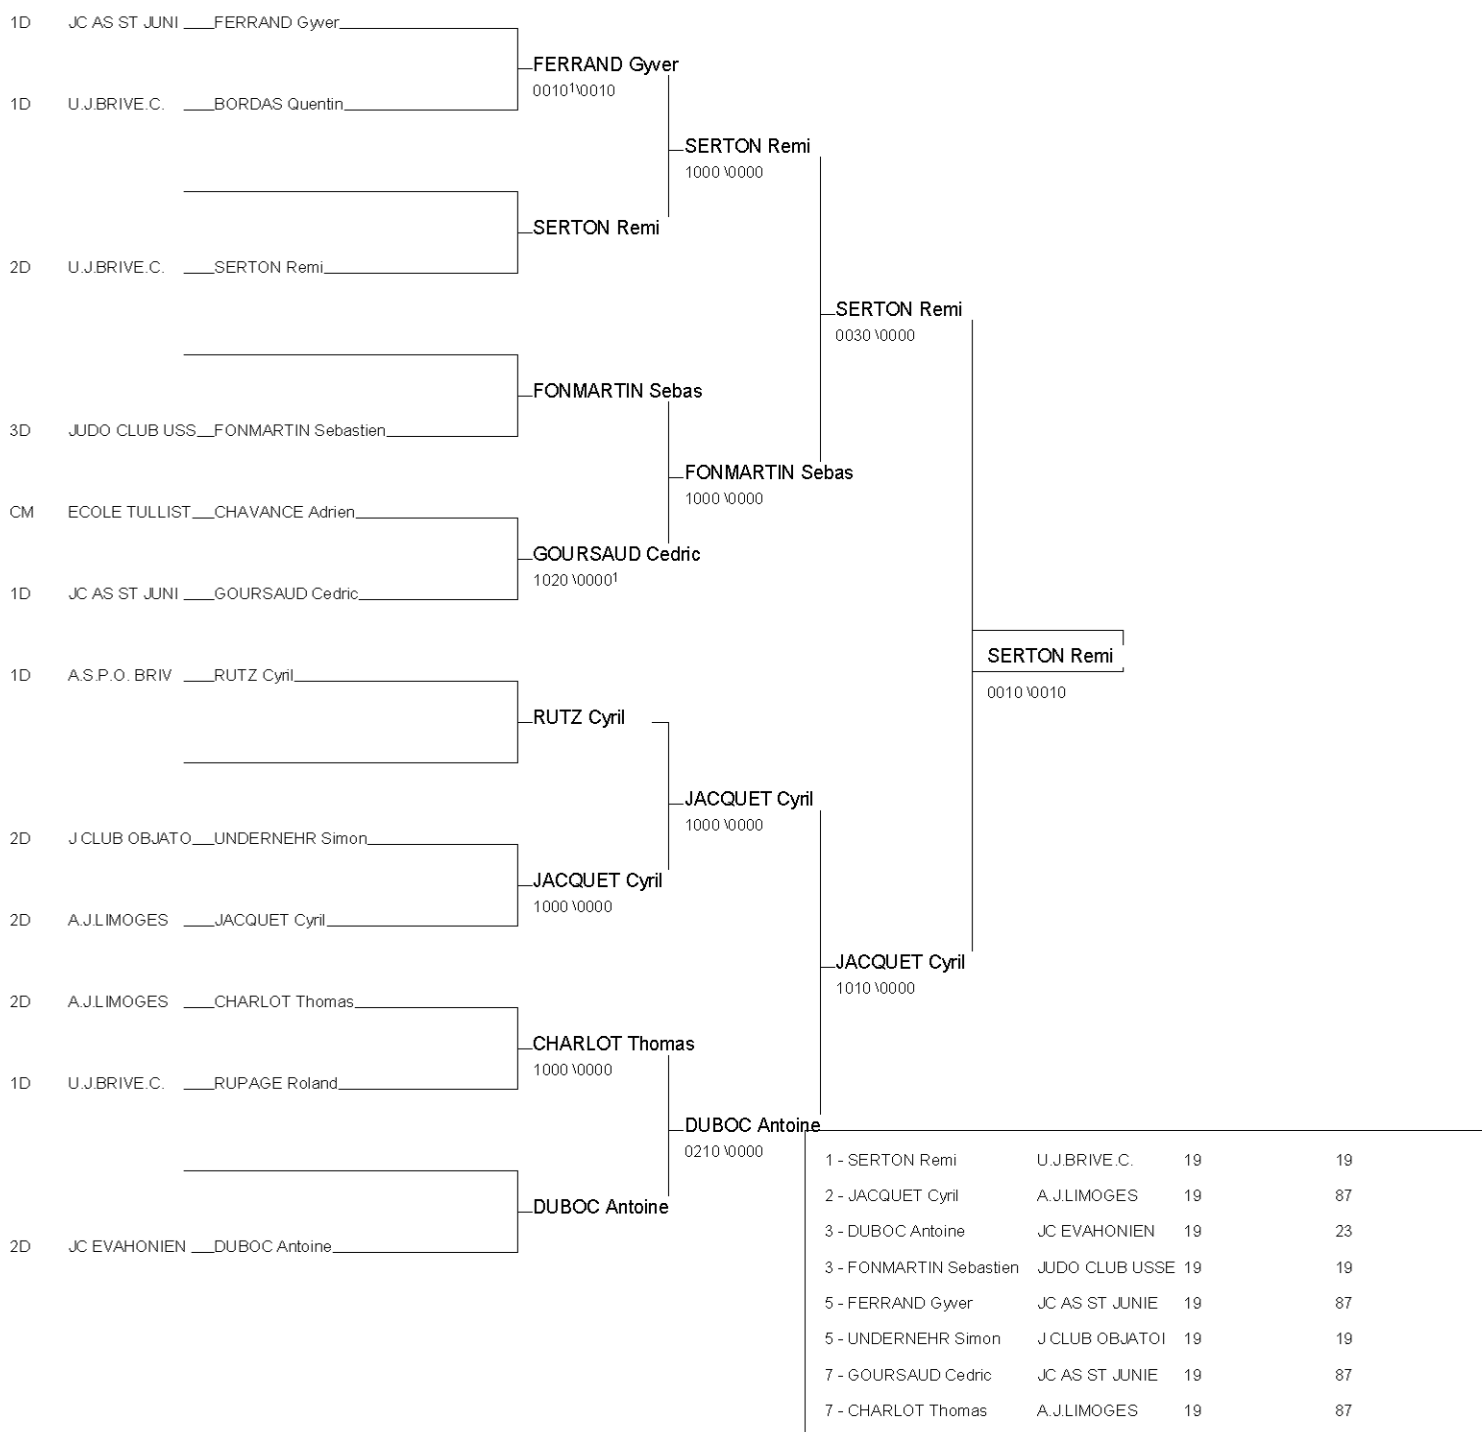 1D JC AS ST JUNI FERRAND Gyver
FERRAND Gyver
0010¹\0010
1D U.J.BRIVE.C. BORDAS Quentin
SERTON Remi
1000 \0000
SERTON Remi
2D U.J.BRIVE.C. SERTON Remi
SERTON Remi
0030 \0000
FONMARTIN Sebas
3D JUDO CLUB USS FONMARTIN Sebastien
FONMARTIN Sebas
1000 \0000
CM ECOLE TULLIST CHAVANCE Adrien
GOURSAUD Cedric
1020 \0000¹
1D JC AS ST JUNI GOURSAUD Cedric
SERTON Remi
0010 \0010
1D A.S.P.O. BRIV RUTZ Cyril
RUTZ Cyril
JACQUET Cyril
1000 \0000
2D J CLUB OBJATO UNDERNEHR Simon
JACQUET Cyril
1000 \0000
2D A.J.LIMOGES JACQUET Cyril
JACQUET Cyril
1010 \0000
2D A.J.LIMOGES CHARLOT Thomas
CHARLOT Thomas
1000 \0000
1D U.J.BRIVE.C. RUPAGE Roland
DUBOC Antoine
0210 \0000
DUBOC Antoine
2D JC EVAHONIEN DUBOC Antoine
1 - SERTON Remi U.J.BRIVE.C. 19 19
2 - JACQUET Cyril A.J.LIMOGES 19 87
3 - DUBOC Antoine JC EVAHONIEN 19 23
3 - FONMARTIN Sebastien JUDO CLUB USSE 19 19
5 - FERRAND Gyver JC AS ST JUNIE 19 87
5 - UNDERNEHR Simon J CLUB OBJATOI 19 19
7 - GOURSAUD Cedric JC AS ST JUNIE 19 87
7 - CHARLOT Thomas A.J.LIMOGES 19 87